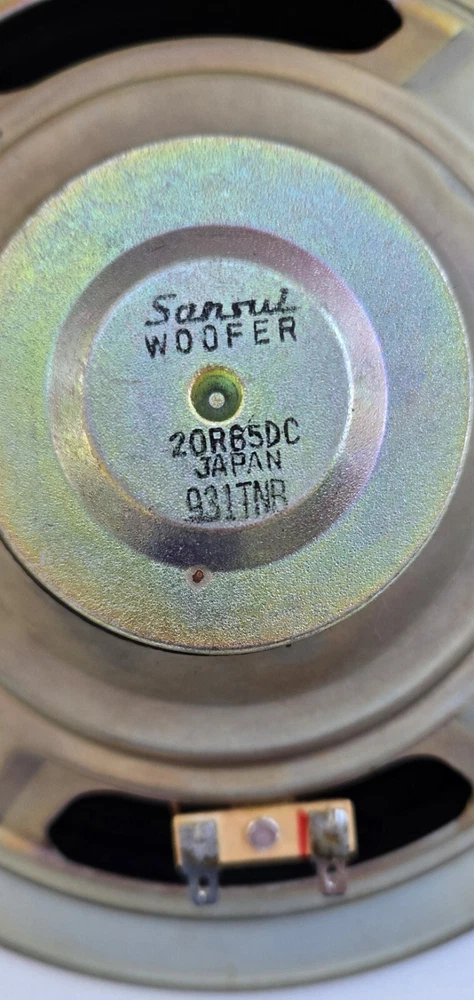 Sansui
WOOFER
20R65DC
JAPAN
931TNR